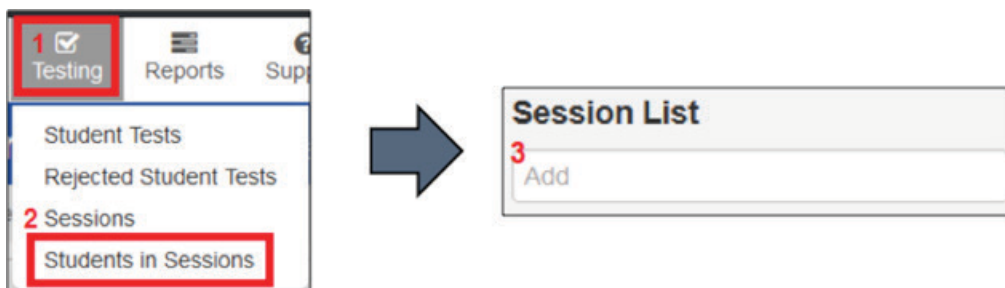 1
Testing
Reports
Student Tests
Rejected Student Tests
2 Sessions
Students in Sessions
Session List
3
Add